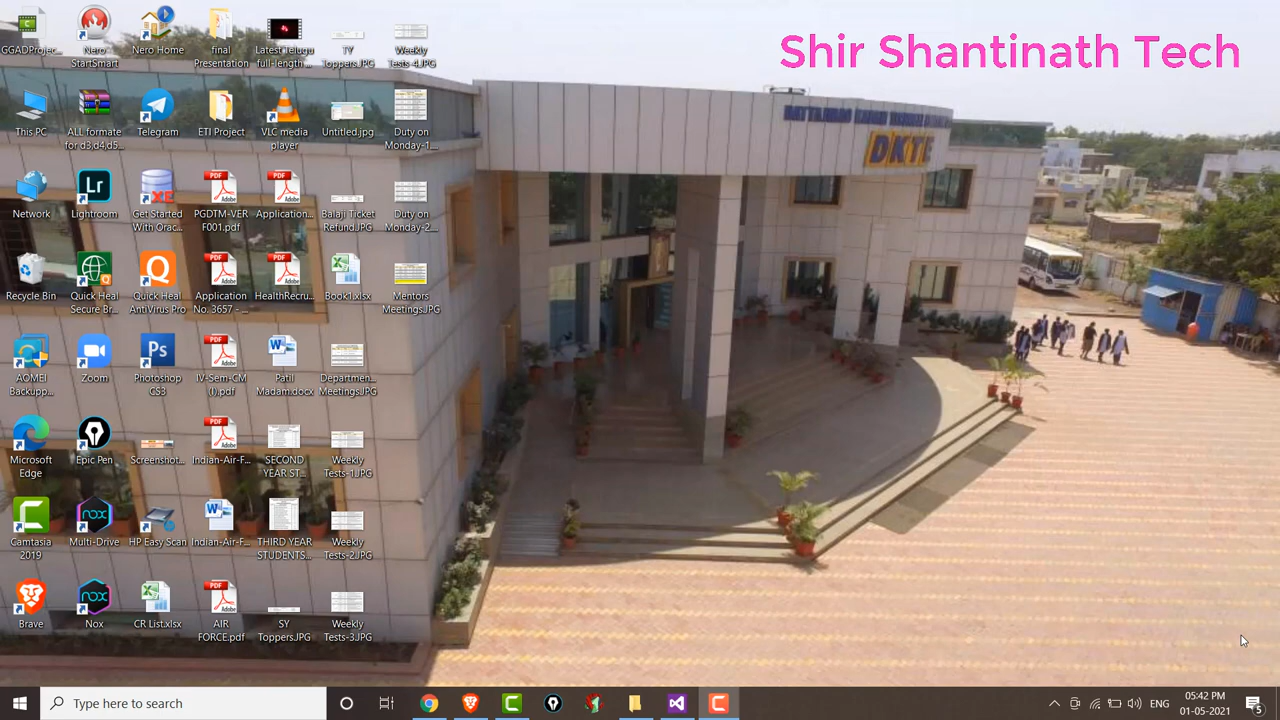 Shir Shantinath Tech
DKTE
GGADProjec...
Nero StartSmart
Nero Home
final Presentation
Latest Telugu full-length...
TY Toppers.JPG
Weekly Tests-4.JPG
This PC
ALL formate for d3,d4,d5...
Telegram
ETI Project
VLC media player
Untitled.jpg
Duty on Monday-1....
Network
Lightroom
Get Started With Orac...
PGDTM-VER F001.pdf
Application...
Balaji Ticket Refund.JPG
Duty on Monday-2....
Recycle Bin
Quick Heal Secure Br...
Quick Heal AntiVirus Pro
Application No. 3657 - ...
HealthRecru...
Book1.xlsx
Mentors Meetings.JPG
AOMEI Backupp...
Zoom
Photoshop CS3
IV-Sem-CM (I).pdf
Patil Madam.docx
Departmen... Meetings.JPG
Microsoft Edge
Epic Pen
Screenshot...
Indian-Air-F...
SECOND YEAR ST...
Weekly Tests-1.JPG
Camtasia 2019
Multi-Drive
HP Easy Scan
Indian-Air-F...
THIRD YEAR STUDENTS...
Weekly Tests-2.JPG
Brave
Nox
CR List.xlsx
AIR FORCE.pdf
SY Toppers.JPG
Weekly Tests-3.JPG
Type here to search
ENG
05:42 PM
01-05-2021
5